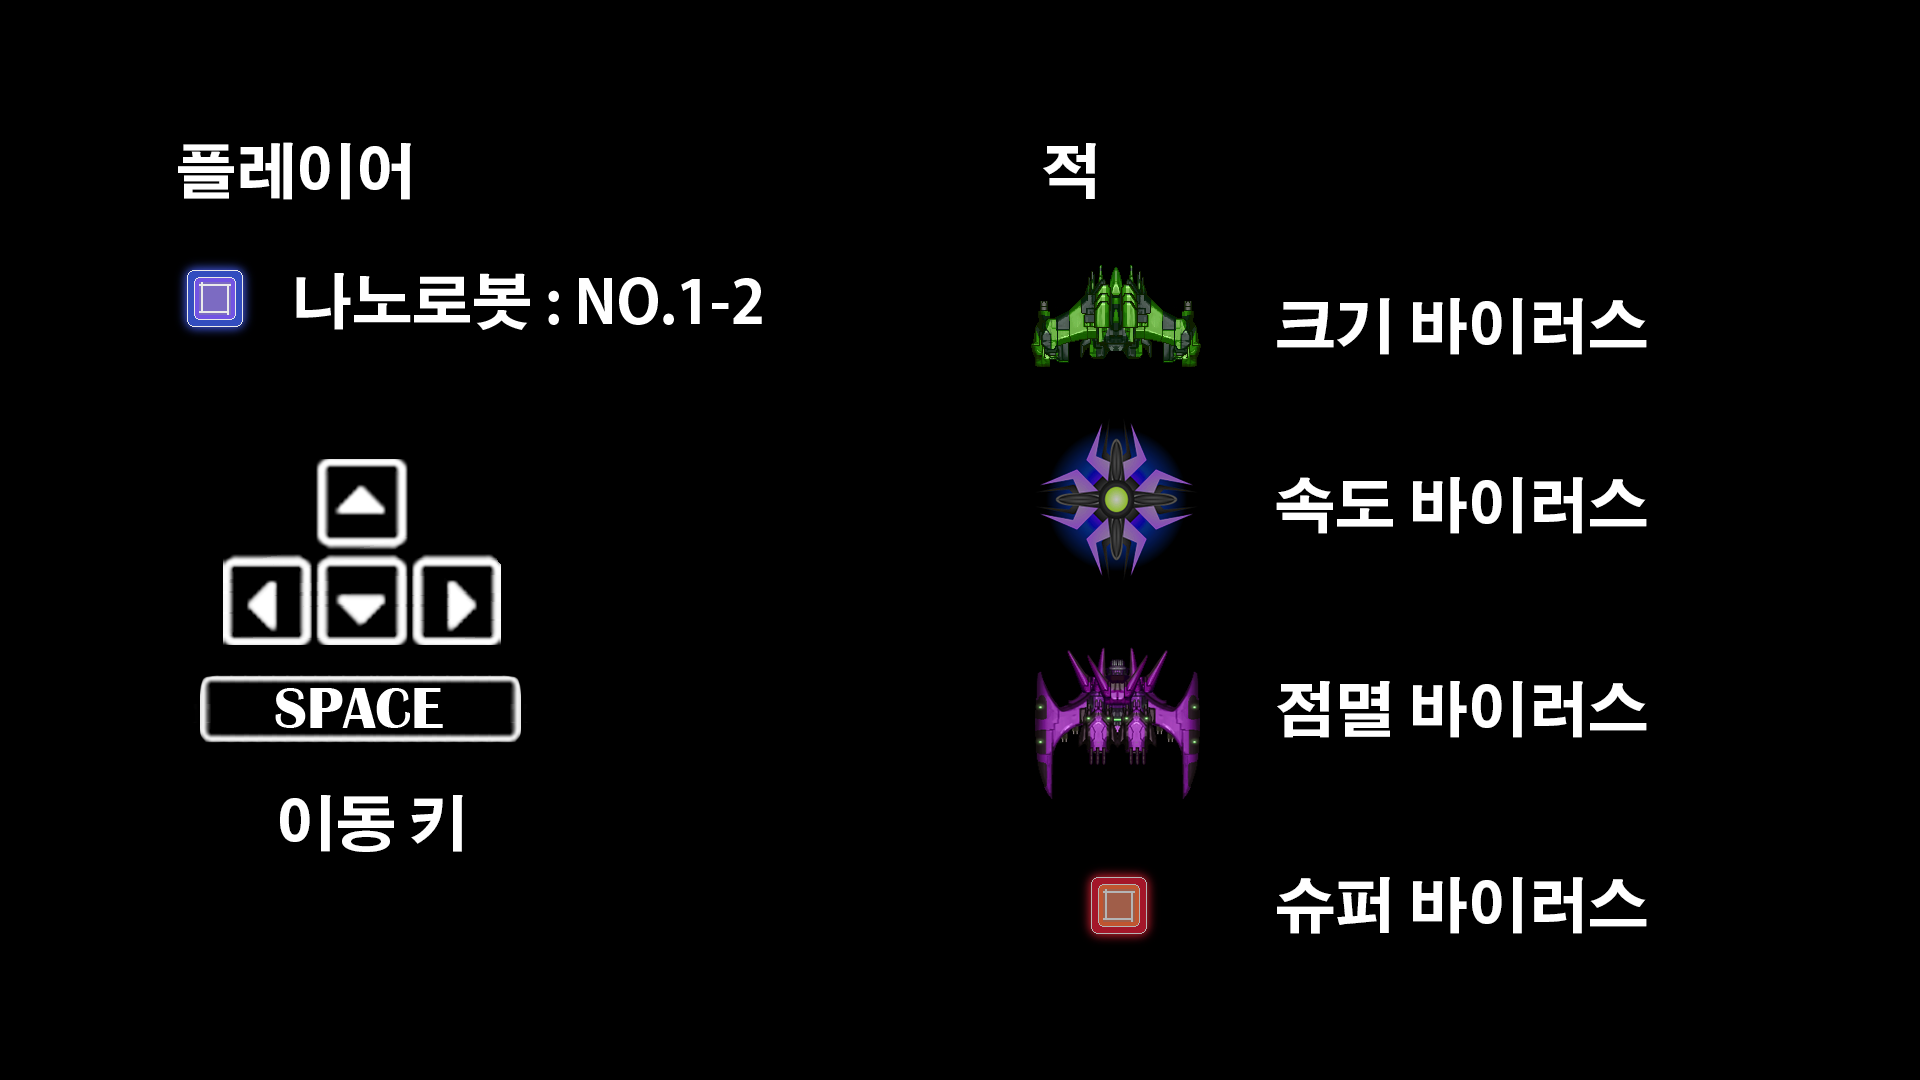 플레이어
나노로봇 : NO.1-2
SPACE
이동 키
적
크기 바이러스
속도 바이러스
점멸 바이러스
슈퍼 바이러스